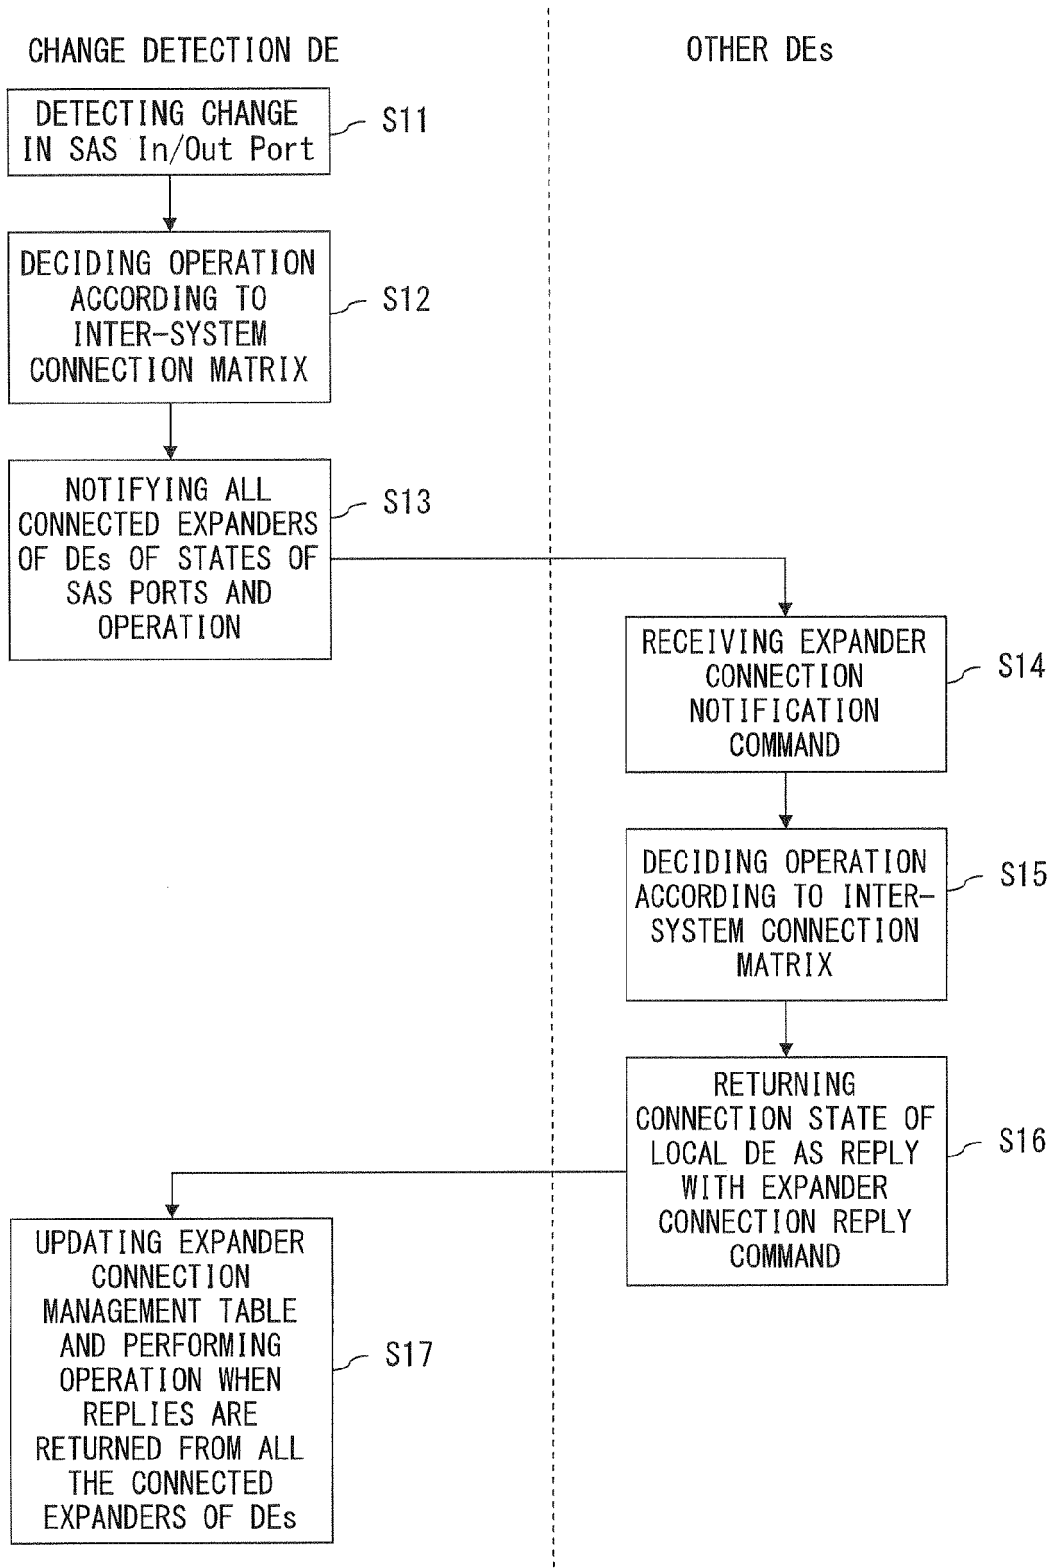 CHANGE DETECTION DE
OTHER DEs
DETECTING CHANGE
IN SAS In/Out Port
S11
DECIDING OPERATION
ACCORDING TO
INTER-SYSTEM
CONNECTION MATRIX
S12
NOTIFYING ALL
CONNECTED EXPANDERS
OF DEs OF STATES OF
SAS PORTS AND
OPERATION
S13
RECEIVING EXPANDER
CONNECTION
NOTIFICATION
COMMAND
S14
DECIDING OPERATION
ACCORDING TO INTER-
SYSTEM CONNECTION
MATRIX
S15
RETURNING
CONNECTION STATE OF
LOCAL DE AS REPLY
WITH EXPANDER
CONNECTION REPLY
COMMAND
S16
UPDATING EXPANDER
CONNECTION
MANAGEMENT TABLE
AND PERFORMING
OPERATION WHEN
REPLIES ARE
RETURNED FROM ALL
THE CONNECTED
EXPANDERS OF DEs
S17